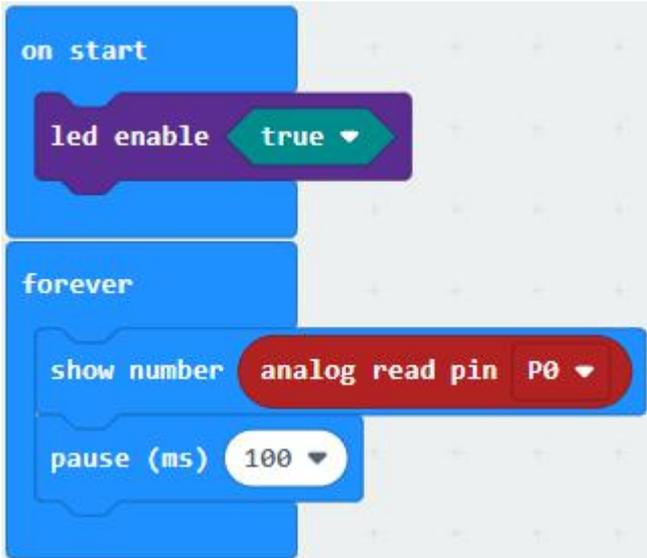 on start
led enable true
forever
show number analog read pin P0
pause (ms) 100